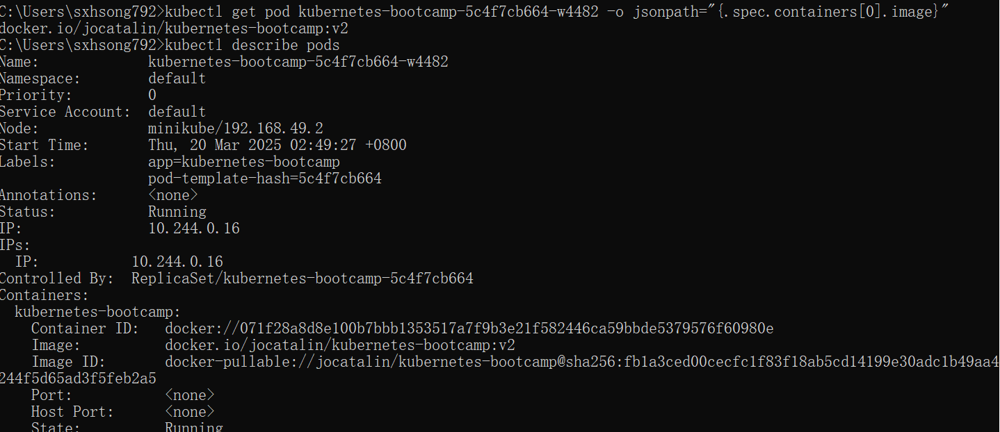 C:\Users\sxhsong792>kubectl get pod kubernetes-bootcamp-5c4f7cb664-w4482 -o jsonpath="{.spec.containers[0].image}"
docker.io/jocatalin/kubernetes-bootcamp:v2
C:\Users\sxhsong792>kubectl describe pods
Name:             kubernetes-bootcamp-5c4f7cb664-w4482
Namespace:        default
Priority:         0
Service Account:  default
Node:             minikube/192.168.49.2
Start Time:       Thu, 20 Mar 2025 02:49:27 +0800
Labels:           app=kubernetes-bootcamp
                  pod-template-hash=5c4f7cb664
Annotations:      <none>
Status:           Running
IP:               10.244.0.16
IPs:
  IP:           10.244.0.16
Controlled By:  ReplicaSet/kubernetes-bootcamp-5c4f7cb664
Containers:
  kubernetes-bootcamp:
    Container ID:   docker://071f28a8d8e100b7bbb1353517a7f9b3e21f582446ca59bbde5379576f60980e
    Image:          docker.io/jocatalin/kubernetes-bootcamp:v2
    Image ID:       docker-pullable://jocatalin/kubernetes-bootcamp@sha256:fb1a3ced00cecfc1f83f18ab5cd14199e30adc1b49aa4
244f5d65ad3f5feb2a5
    Port:           <none>
    Host Port:      <none>
    State:          Running